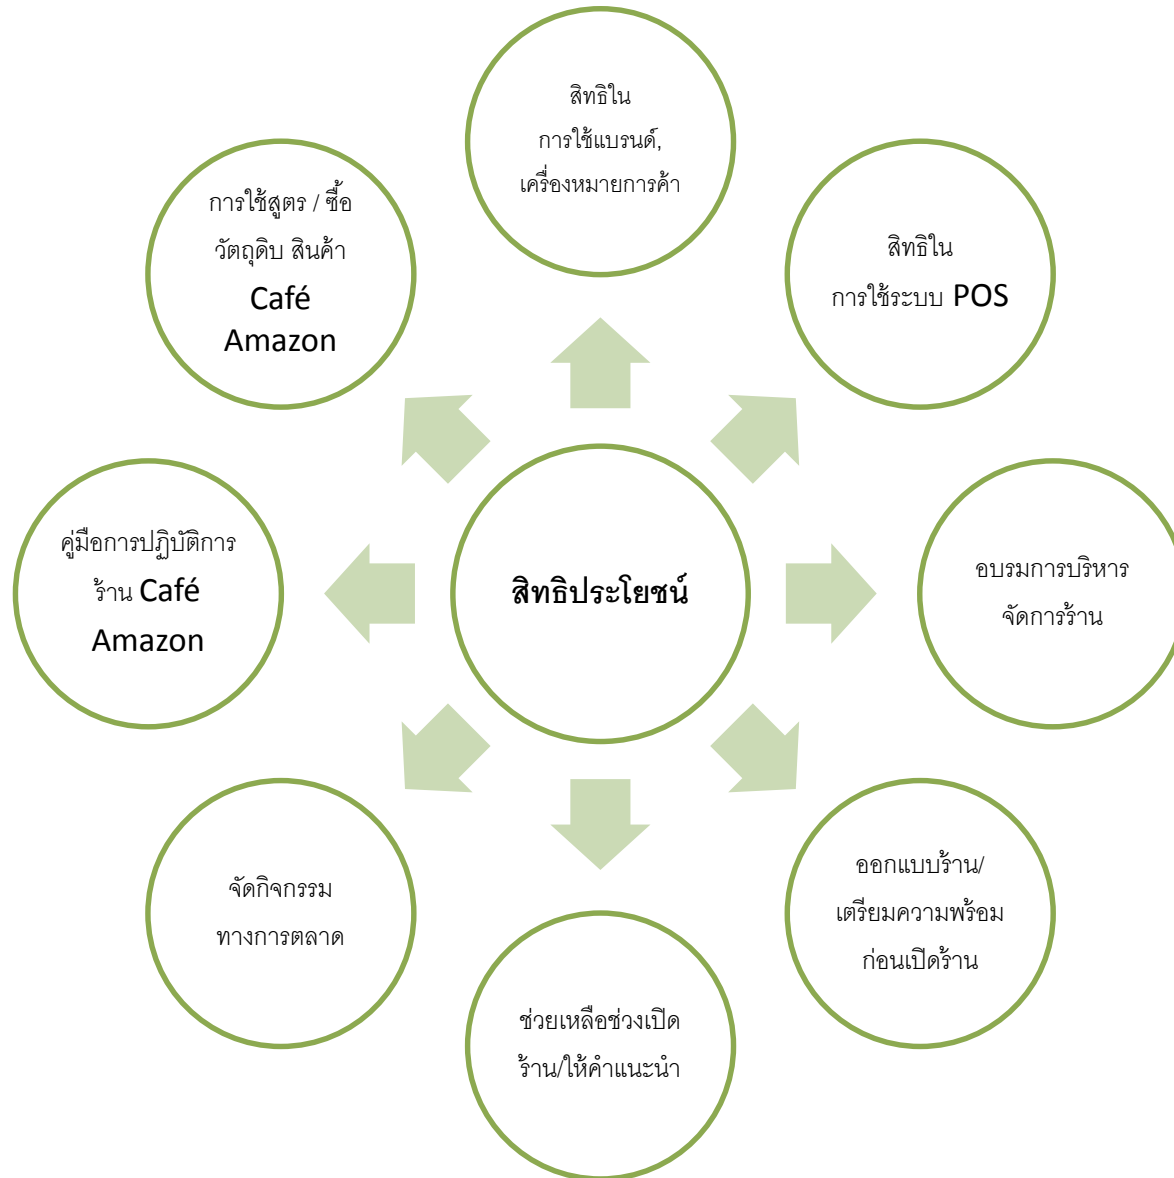 สิทธิใน
การใช้แบรนด์,
เครื่องหมายการค้า
การใช้สูตร / ซื้อ
วัตถุดิบ สินค้า
Café
Amazon
สิทธิใน
การใช้ระบบ POS
คู่มือการปฏิบัติการ
ร้าน Café
Amazon
สิทธิประโยชน์
อบรมการบริหาร
จัดการร้าน
จัดกิจกรรม
ทางการตลาด
ออกแบบร้าน/
เตรียมความพร้อม
ก่อนเปิดร้าน
ช่วยเหลือช่วงเปิด
ร้าน/ให้คำแนะนำ